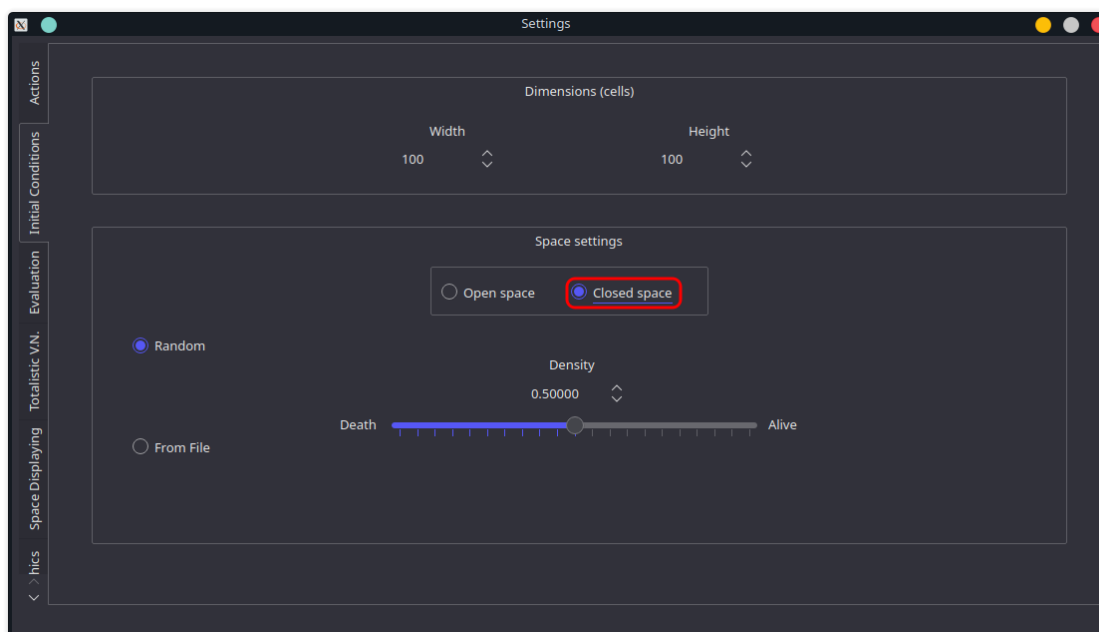 Settings
Actions
Initial Conditions
Evaluation
Totalistic V.N.
Space Displaying
hics
Dimensions (cells)
Width Height
100 100
Space settings
Open space Closed space
Random
Density
0.50000
Death Alive
From File